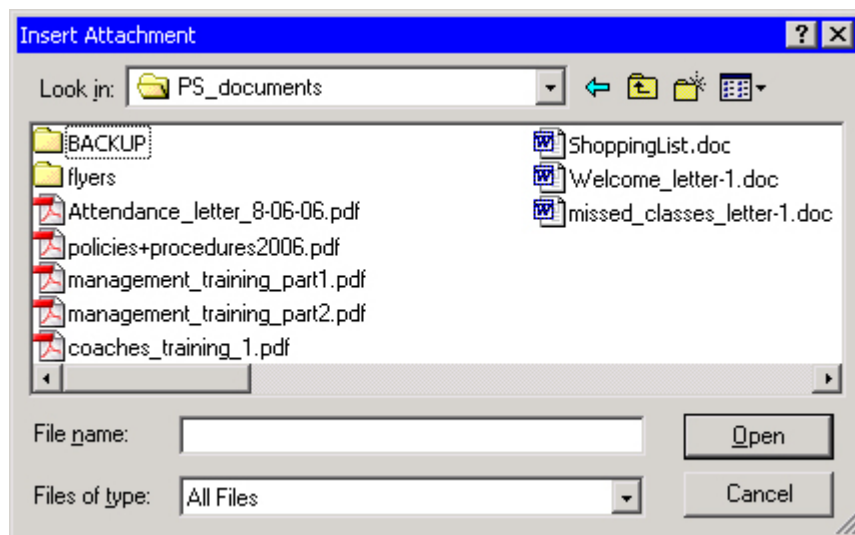 Insert Attachment
Look in: PS_documents
BACKUP
flyers
Attendance_letter_8-06-06.pdf
policies+procedures2006.pdf
management_training_part1.pdf
management_training_part2.pdf
coaches_training_1.pdf
ShoppingList.doc
Welcome_letter-1.doc
missed_classes_letter-1.doc
File name:
Open
Files of type: All Files
Cancel